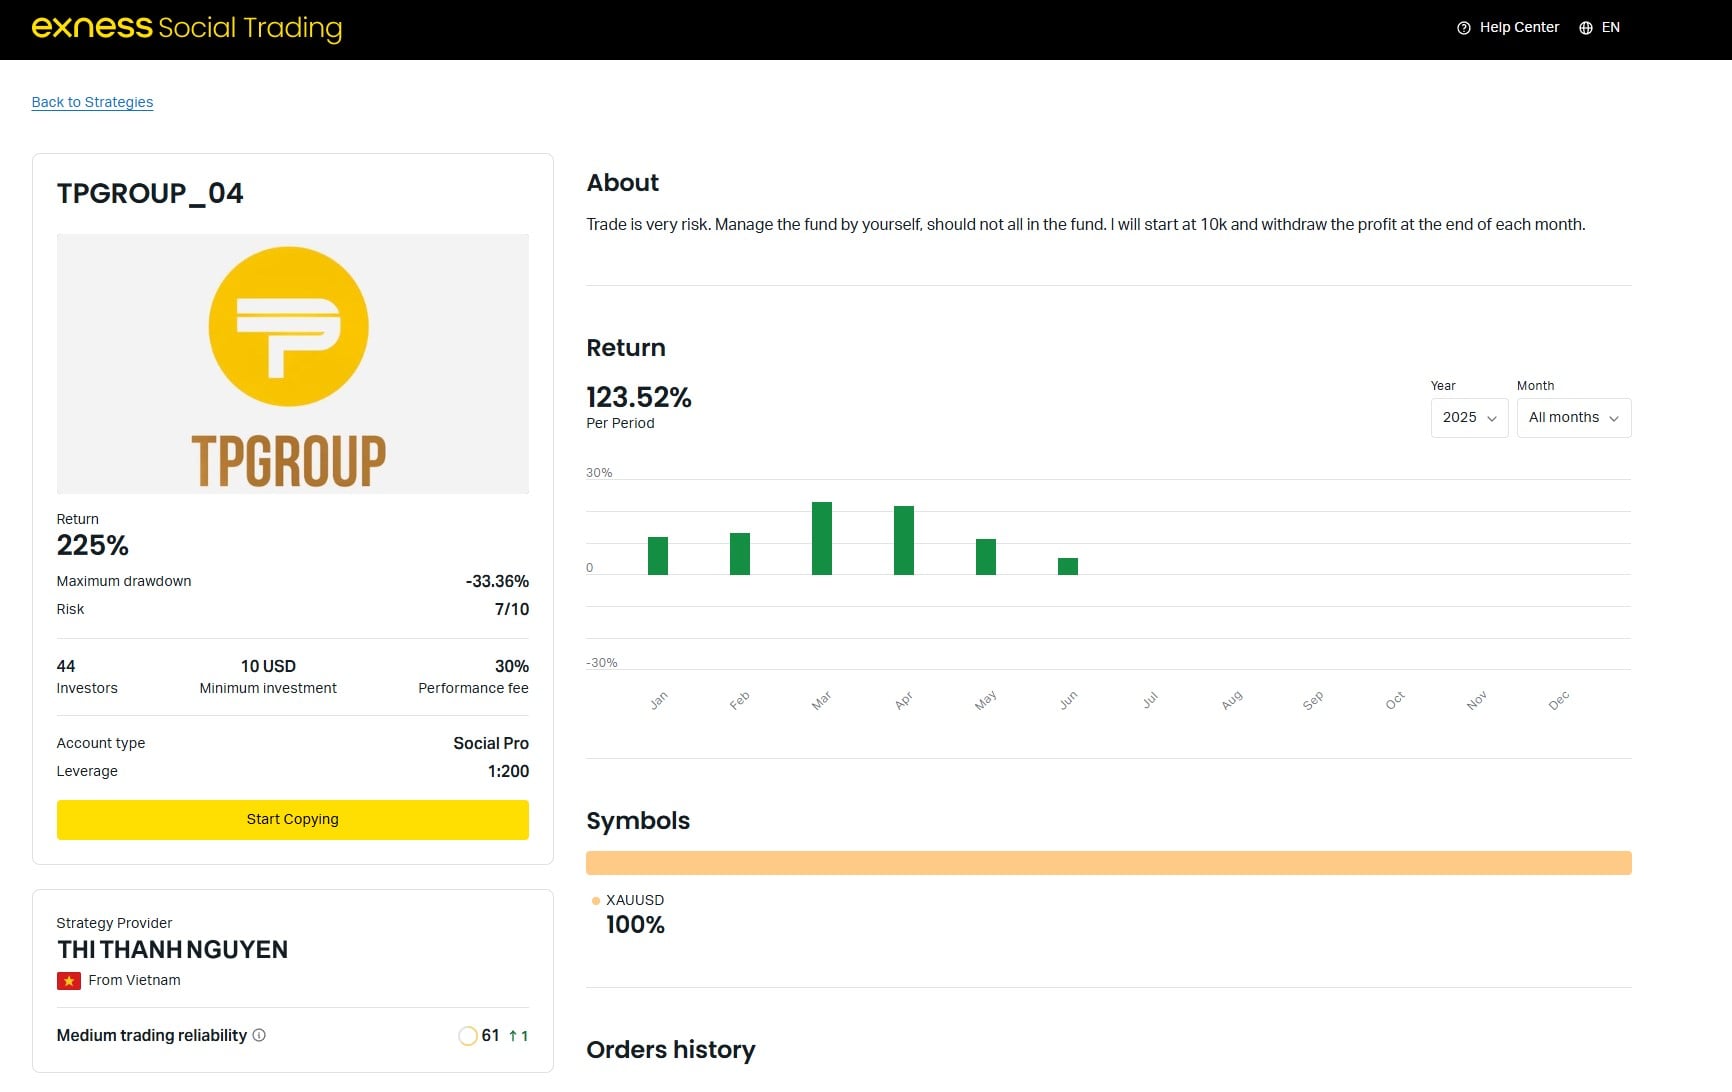 exness Social Trading
Help Center
EN
Back to Strategies
TPGROUP_04
TPGROUP
Return
225%
Maximum drawdown -33.36%
Risk 7/10
44 10 USD 30%
Investors Minimum investment Performance fee
Account type Social Pro
Leverage 1:200
Start Copying
Strategy Provider
THI THANH NGUYEN
From Vietnam
Medium trading reliability 61 ↑ 1
About
Trade is very risk. Manage the fund by yourself, should not all in the fund. I will start at 10k and withdraw the profit at the end of each month.
Return
123.52%
Per Period
Year Month
2025 All months
30%
0
-30%
Jan Feb Mar Apr May Jun Jul Aug Sep Oct Nov Dec
Symbols
XAUUSD
100%
Orders history